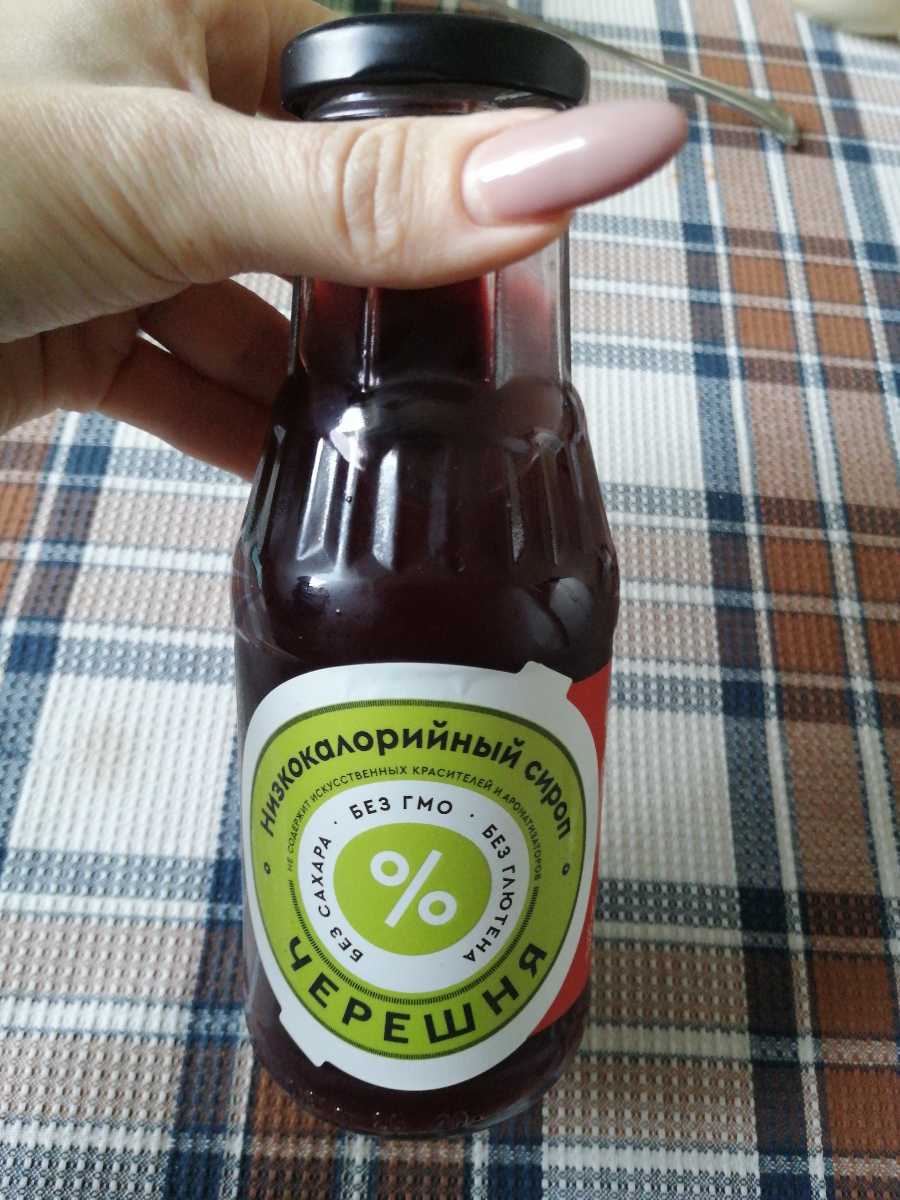 Низкокалорийный сироп
НЕ СОДЕРЖИТ ИСКУССТВЕННЫХ КРАСИТЕЛЕЙ И АРОМАТИЗАТОРОВ
БЕЗ САХАРА · БЕЗ ГМО · БЕЗ ГЛЮТЕНА
%
ЧЕРЕШНЯ